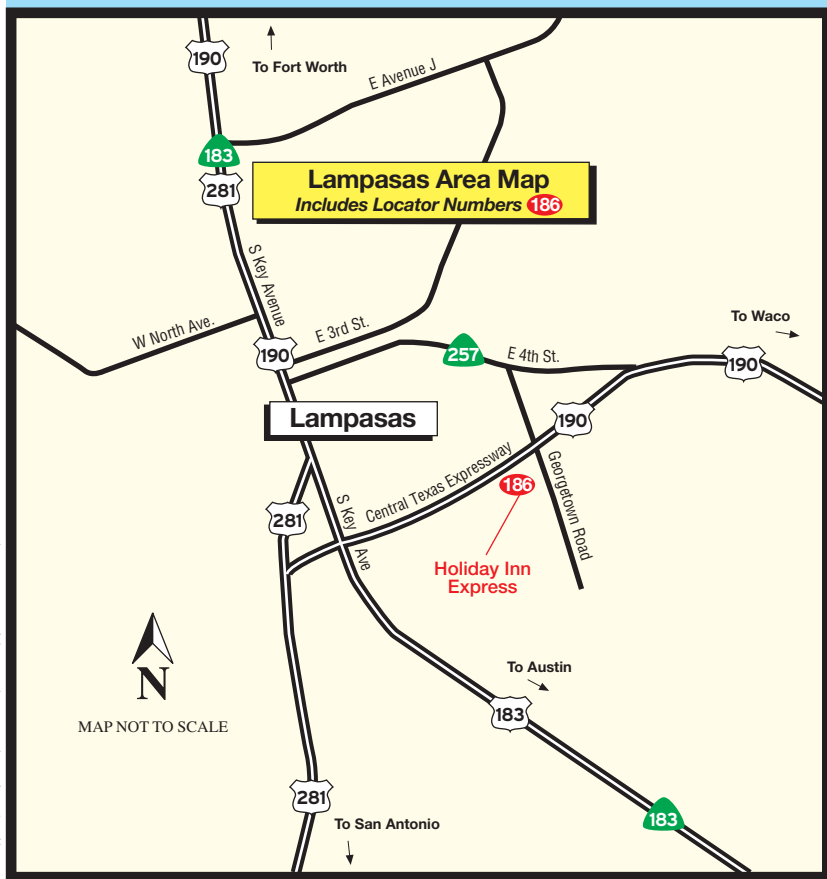 190
To Fort Worth
E Avenue J
183
281
Lampasas Area Map
Includes Locator Numbers 186
S Key Avenue
W North Ave.
E 3rd St.
190
257
E 4th St.
To Waco
190
Lampasas
190
Central Texas Expressway
186
Georgetown Road
281
S Key Ave
Holiday Inn
Express
N
MAP NOT TO SCALE
To Austin
183
281
183
To San Antonio